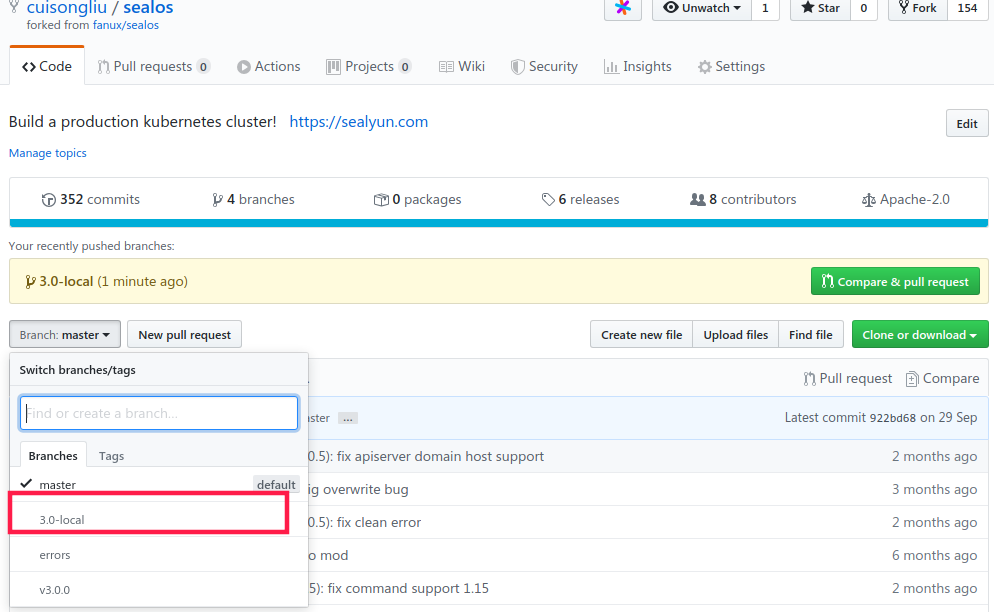 cuisongliu / sealos
Unwatch 1 Star 0 Fork 154
forked from fanux/sealos
Code Pull requests 0 Actions Projects 0 Wiki Security Insights Settings
Build a production kubernetes cluster! https://sealyun.com Edit
Manage topics
352 commits 4 branches 0 packages 6 releases 8 contributors Apache-2.0
Your recently pushed branches:
3.0-local (1 minute ago) Compare & pull request
Branch: master New pull request Create new file Upload files Find file Clone or download
Switch branches/tags
Pull request Compare
Find or create a branch...
... Latest commit 922bd68 on 29 Sep
Branches Tags
0.5): fix apiserver domain host support 2 months ago
master default
overwrite bug 3 months ago
3.0-local
0.5): fix clean error 2 months ago
errors
mod 6 months ago
v3.0.0
5): fix command support 1.15 2 months ago